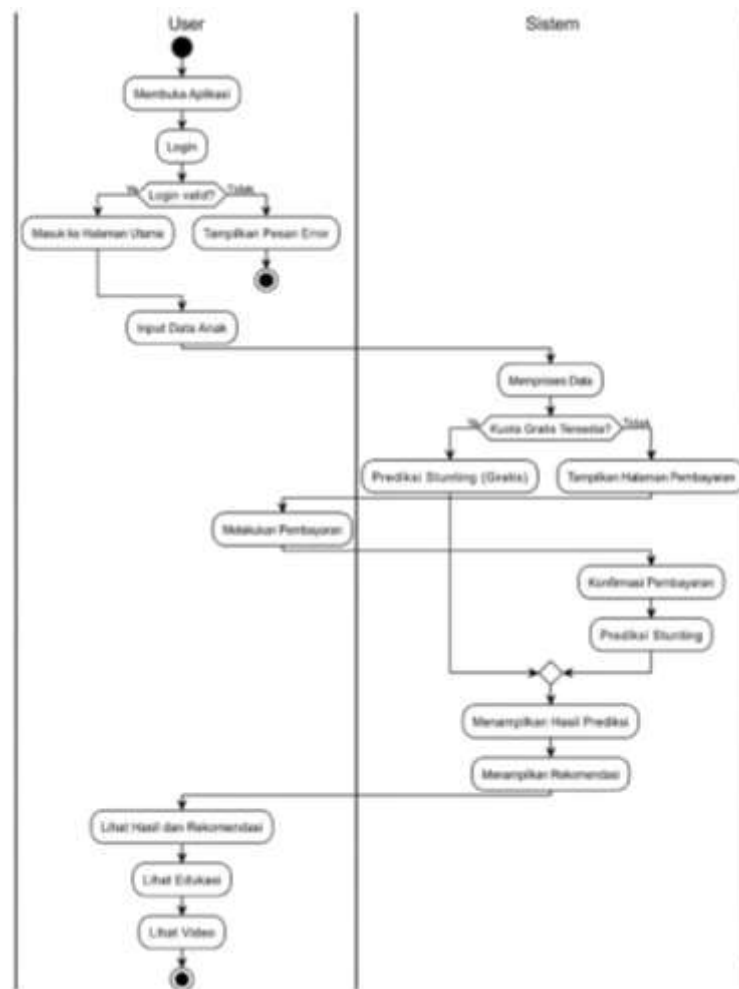 User
Sistem
Membuka Aplikasi
Login
Login valid?
Ya
Tidak
Masuk ke Halaman Utama
Tampilkan Pesan Error
Input Data Anak
Memproses Data
Kuota Gratis Tersedia?
Ya
Tidak
Prediksi Stunting (Gratis)
Tampilkan Halaman Pembayaran
Melakukan Pembayaran
Konfirmasi Pembayaran
Prediksi Stunting
Menampilkan Hasil Prediksi
Menampilkan Rekomendasi
Lihat Hasil dan Rekomendasi
Lihat Edukasi
Lihat Video